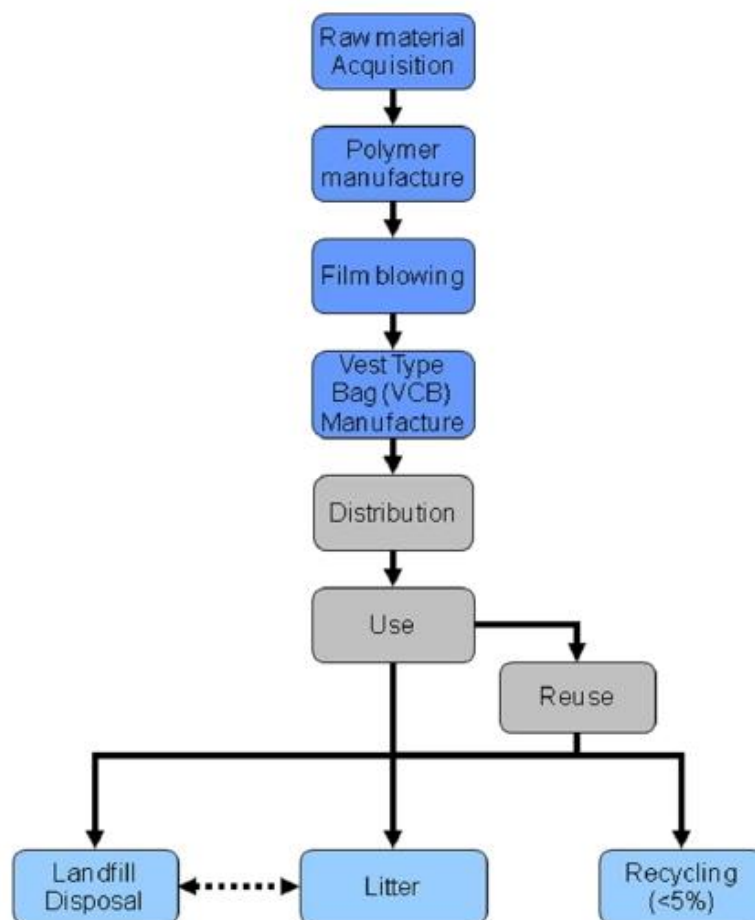 Raw material
Acquisition
Polymer
manufacture
Film blowing
Vest Type
Bag (VCB)
Manufacture
Distribution
Use
Reuse
Landfill
Disposal
Litter
Recycling
(<5%)